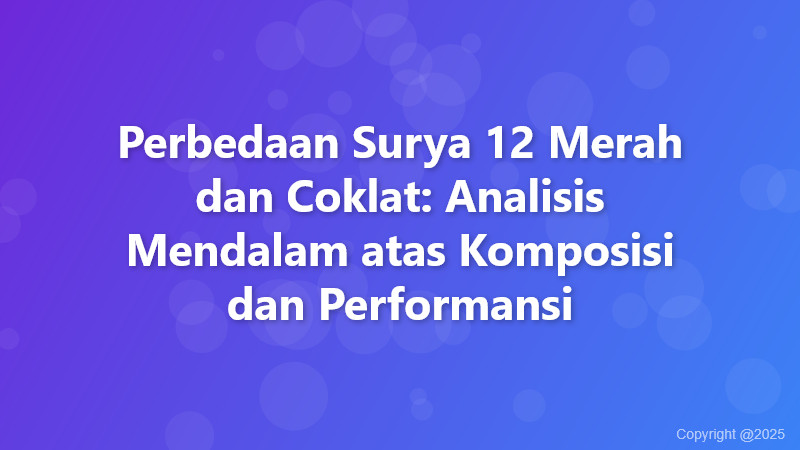 Perbedaan Surya 12 Merah
dan Coklat: Analisis
Mendalam atas Komposisi
dan Performansi
Copyright @2025